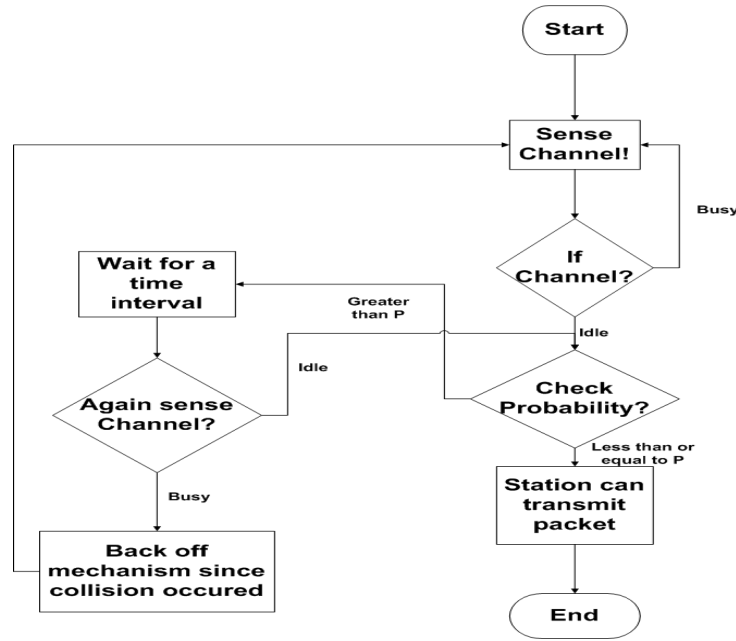 Start
Sense
Channel!
Busy
If
Channel?
Wait for a
time
interval
Greater
than P
Idle
Idle
Check
Probability?
Again sense
Channel?
Less than or
equal to P
Busy
Station can
transmit
packet
Back off
mechanism since
collision occured
End